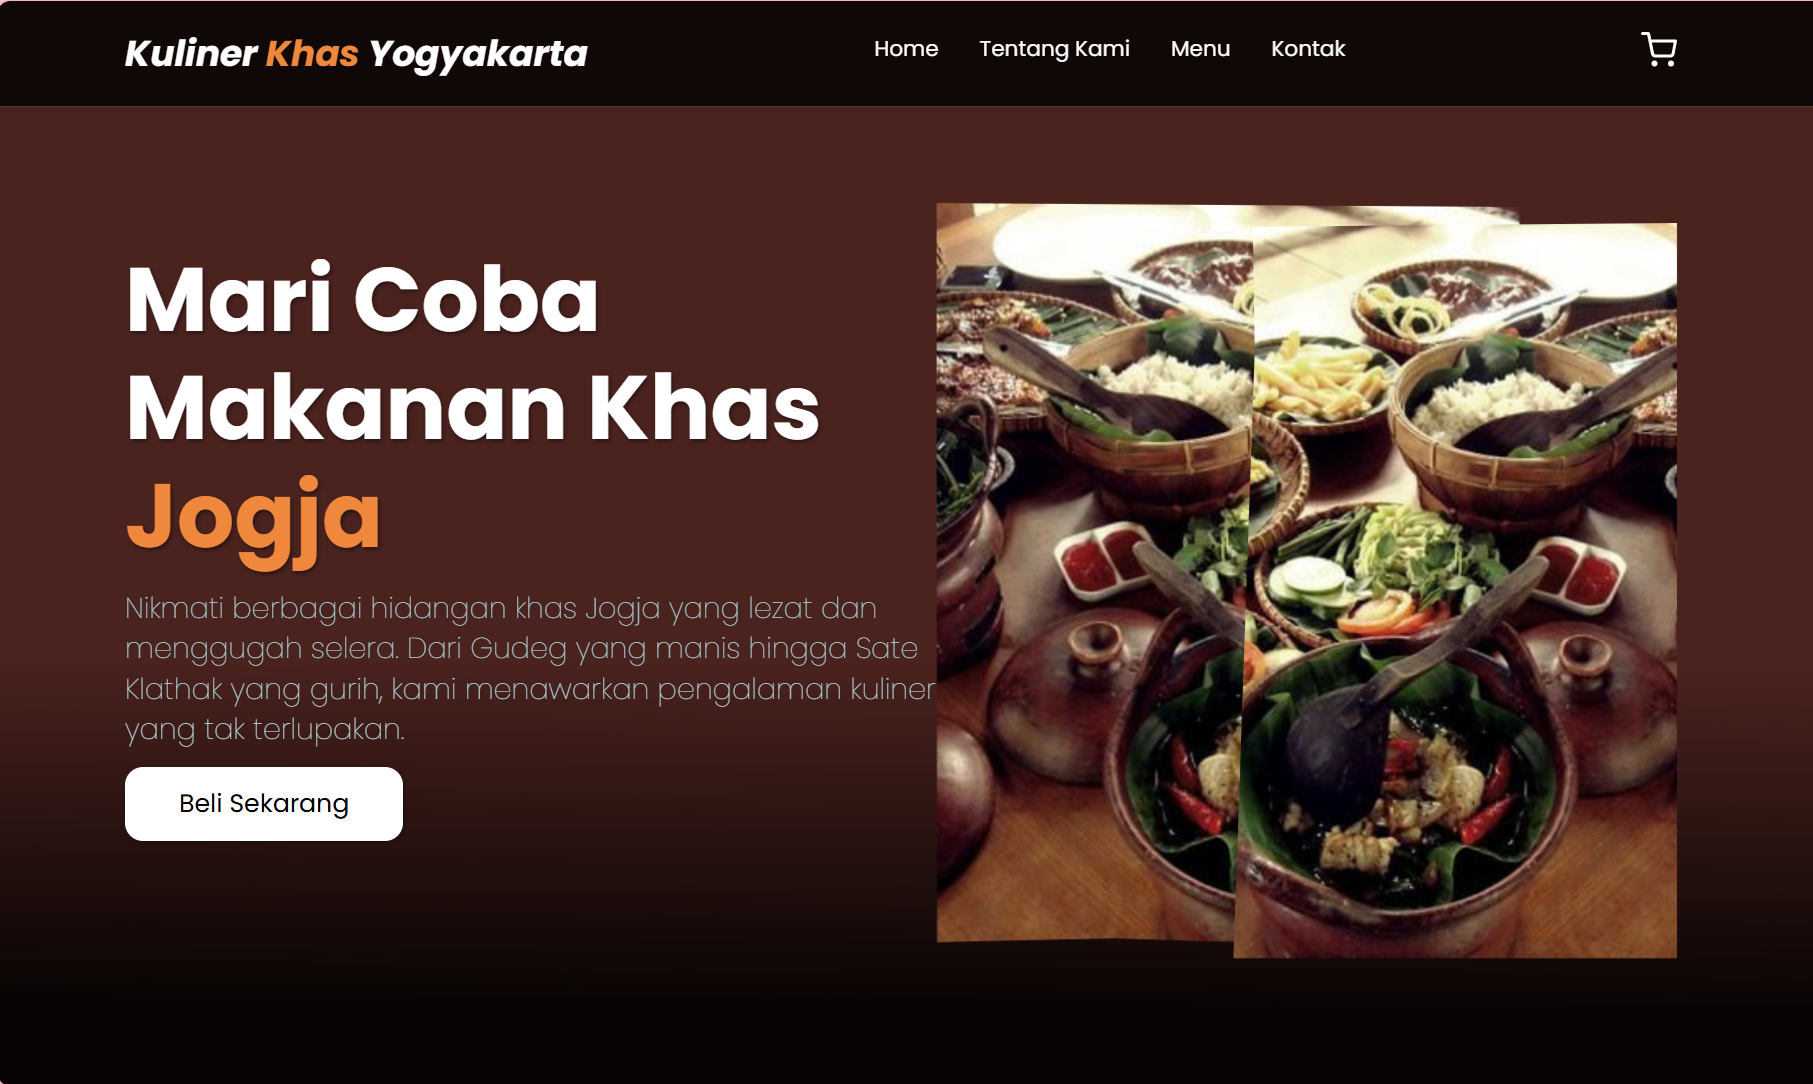 Kuliner Khas Yogyakarta
Home Tentang Kami Menu Kontak
Mari Coba
Makanan Khas
Jogja
Nikmati berbagai hidangan khas Jogja yang lezat dan
menggugah selera. Dari Gudeg yang manis hingga Sate
Klathak yang gurih, kami menawarkan pengalaman kuliner
yang tak terlupakan.
Beli Sekarang